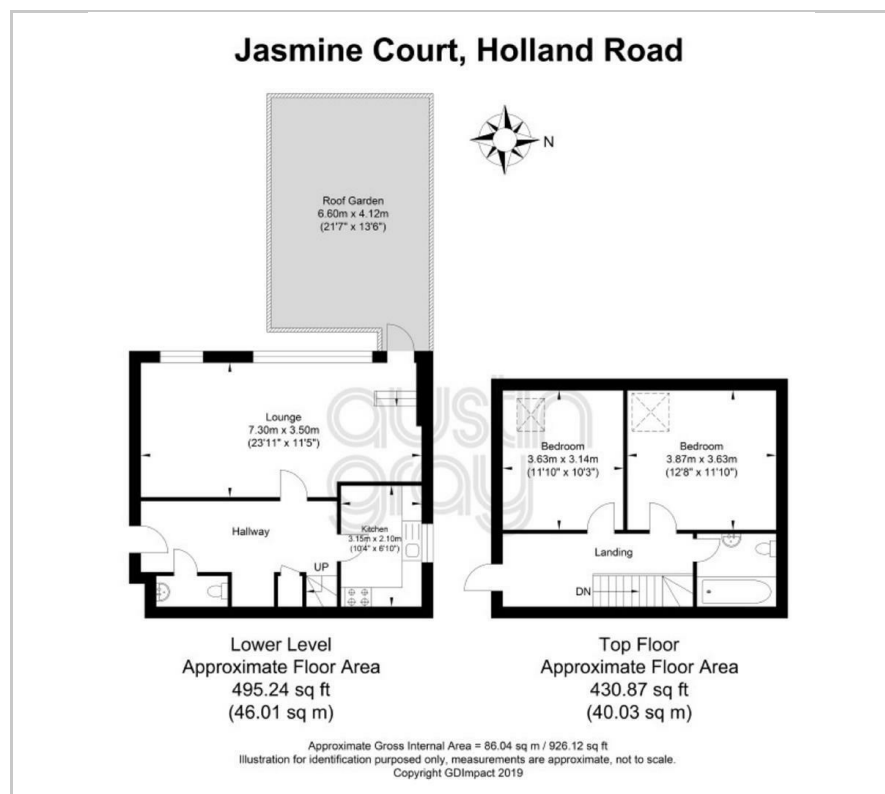 Jasmine Court, Holland Road
N
Roof Garden
6.60m x 4.12m
(21'7" x 13'6")
Lounge
7.30m x 3.50m
(23'11" x 11'5")
Hallway
Kitchen
3.15m x 2.10m
(10'4" x 6'10")
UP
Bedroom
3.63m x 3.14m
(11'10" x 10'3")
Bedroom
3.87m x 3.63m
(12'8" x 11'10")
Landing
DN
austin
gray
Lower Level
Approximate Floor Area
495.24 sq ft
(46.01 sq m)
Top Floor
Approximate Floor Area
430.87 sq ft
(40.03 sq m)
Approximate Gross Internal Area = 86.04 sq m / 926.12 sq ft
Illustration for identification purposed only, measurements are approximate, not to scale.
Copyright GDImpact 2019